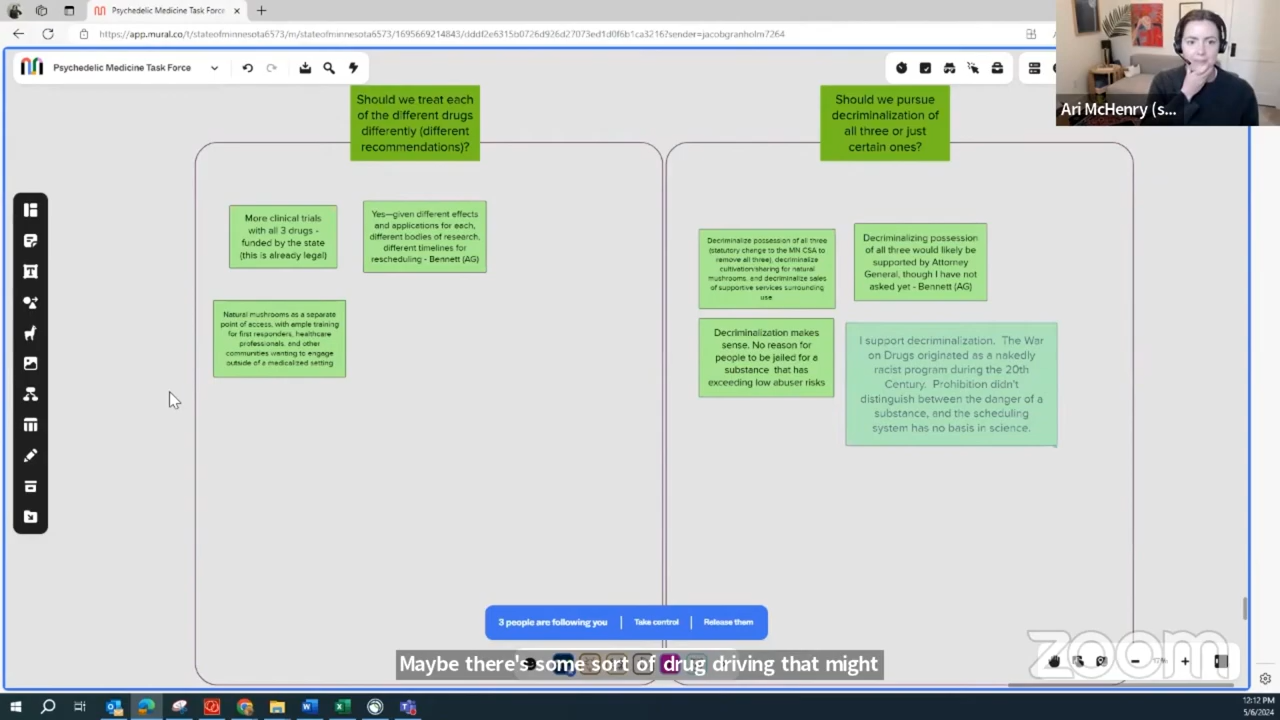 Psychedelic Medicine Task Force
https://app.mural.co/t/stateofminnesota6573/m/stateofminnesota6573/1695669214843/dddf2e6315b0726d926d27073ed1d0f6b1ca3216?sender=jacobgranholm7264
Psychedelic Medicine Task Force
Ari McHenry (s...
Should we treat each
of the different drugs
differently (different
recommendations)?
Should we pursue
decriminalization of
all three or just
certain ones?
More clinical trials
with all 3 drugs -
funded by the state
(this is already legal)
Yes—given different effects
and applications for each,
different bodies of research,
different timelines for
rescheduling - Bennett (AG)
Natural mushrooms as a separate
point of access, with ample training
for first responders, healthcare
professionals, and other
communities wanting to engage
outside of a medicalized setting
Decriminalize possession of all three
(statutory change to the MN CSA to
remove all three), decriminalize
cultivation/sharing for natural
mushrooms, and decriminalize sales
of supportive services surrounding
use
Decriminalizing possession
of all three would likely be
supported by Attorney
General, though I have not
asked yet - Bennett (AG)
Decriminalization makes
sense. No reason for
people to be jailed for a
substance that has
exceeding low abuser risks
I support decriminalization. The War
on Drugs originated as a nakedly
racist program during the 20th
Century. Prohibition didn't
distinguish between the danger of a
substance, and the scheduling
system has no basis in science.
3 people are following you
Take control
Release them
Maybe there's some sort of drug driving that might
zoom
12:12 PM
5/6/2024